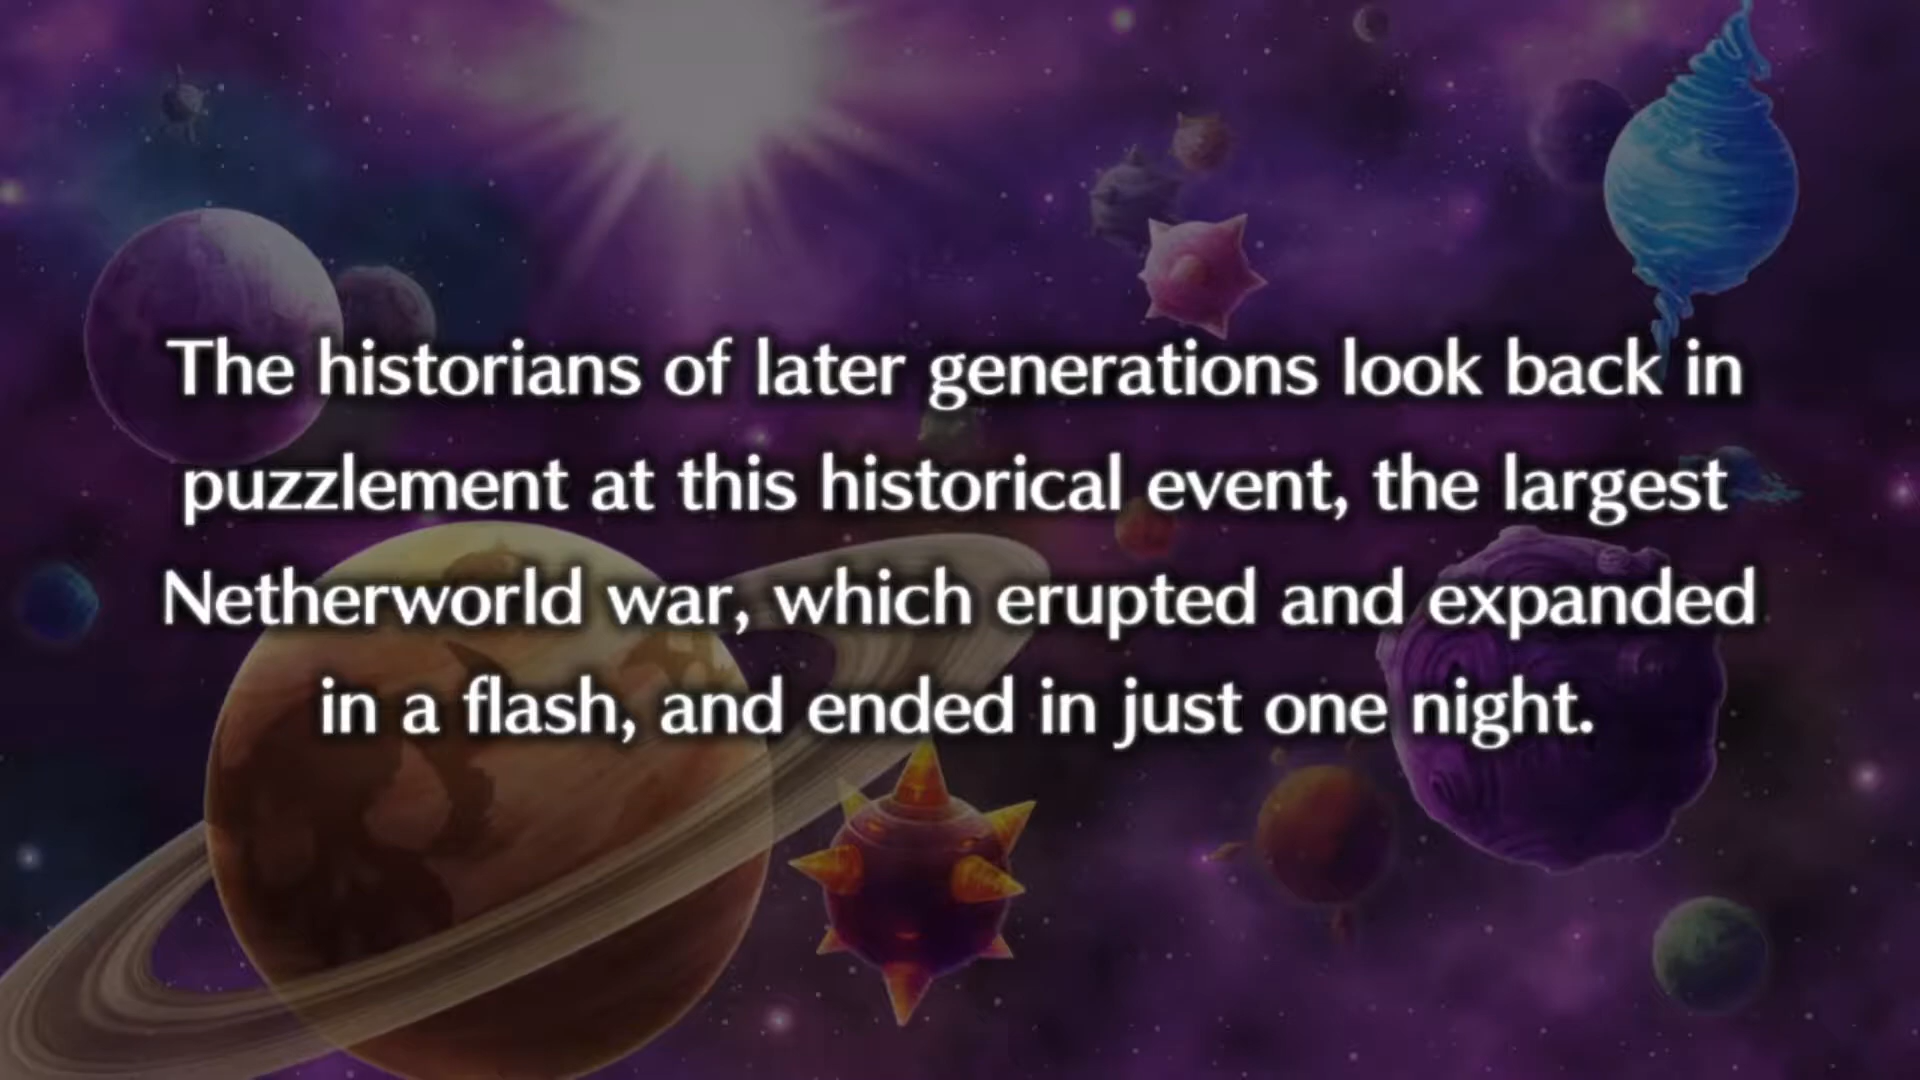 The historians of later generations look back in
puzzlement at this historical event, the largest
Netherworld war, which erupted and expanded
in a flash, and ended in just one night.